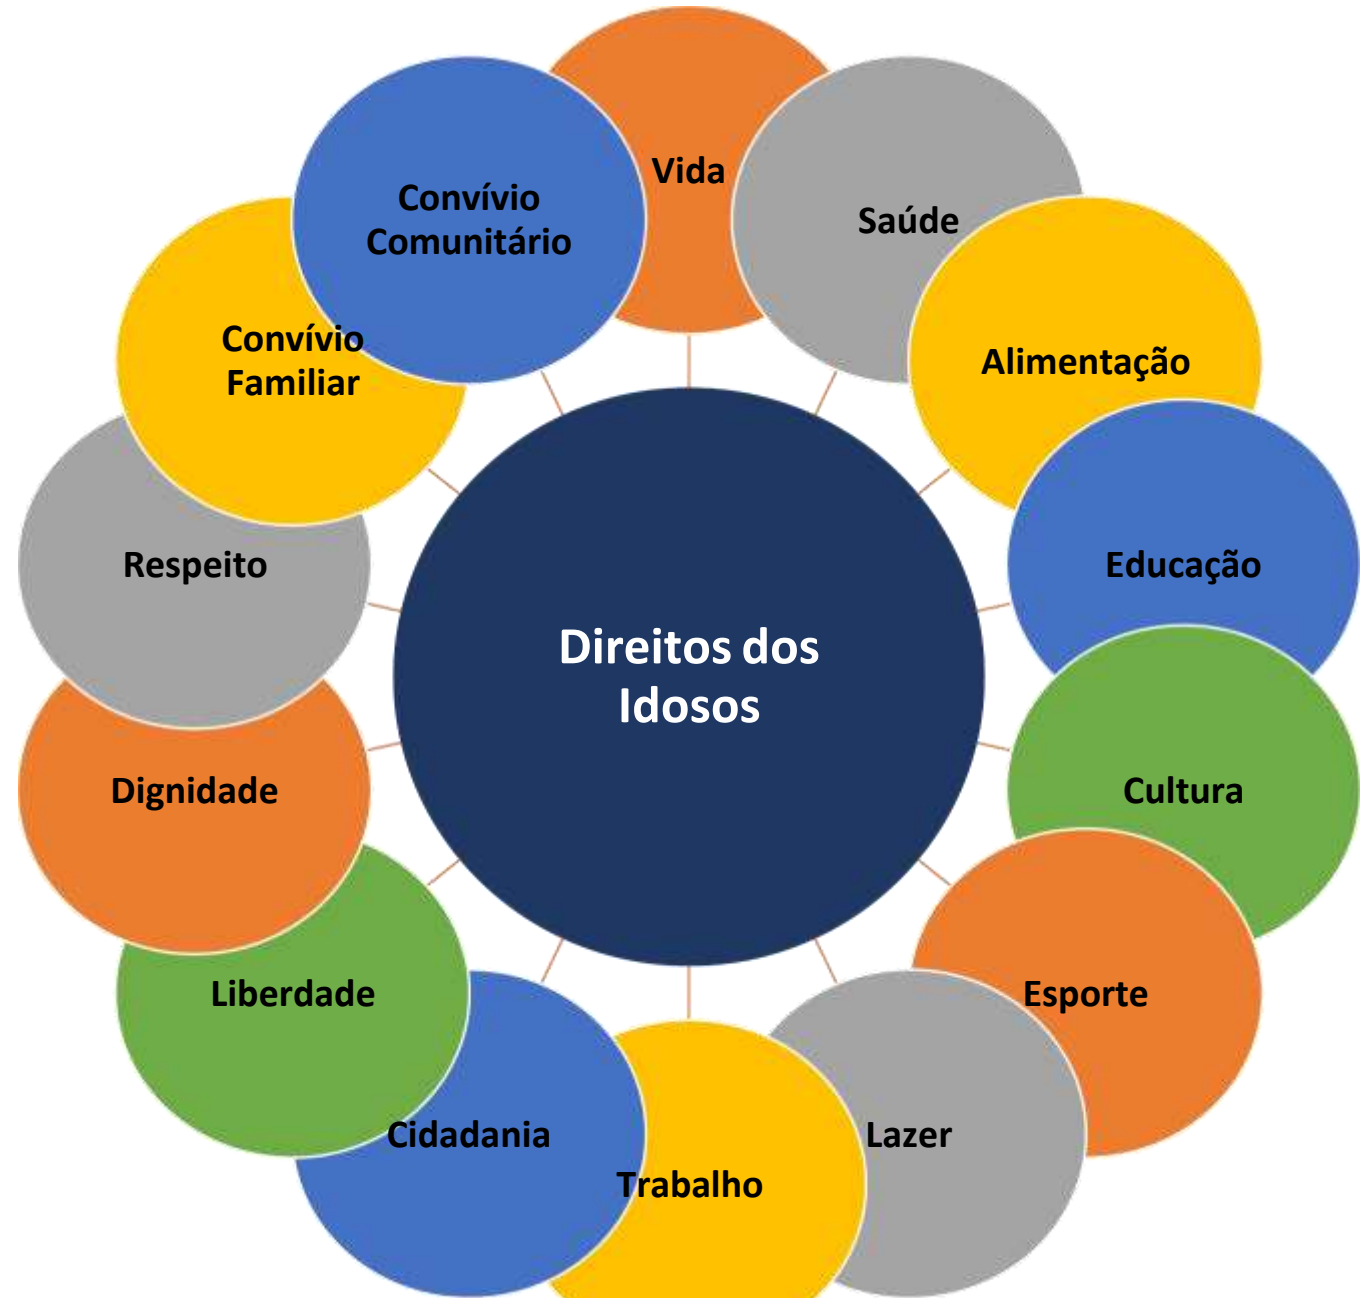 Direitos dos
Idosos
Vida
Saúde
Alimentação
Educação
Cultura
Esporte
Lazer
Trabalho
Cidadania
Liberdade
Dignidade
Respeito
Convívio
Familiar
Convívio
Comunitário